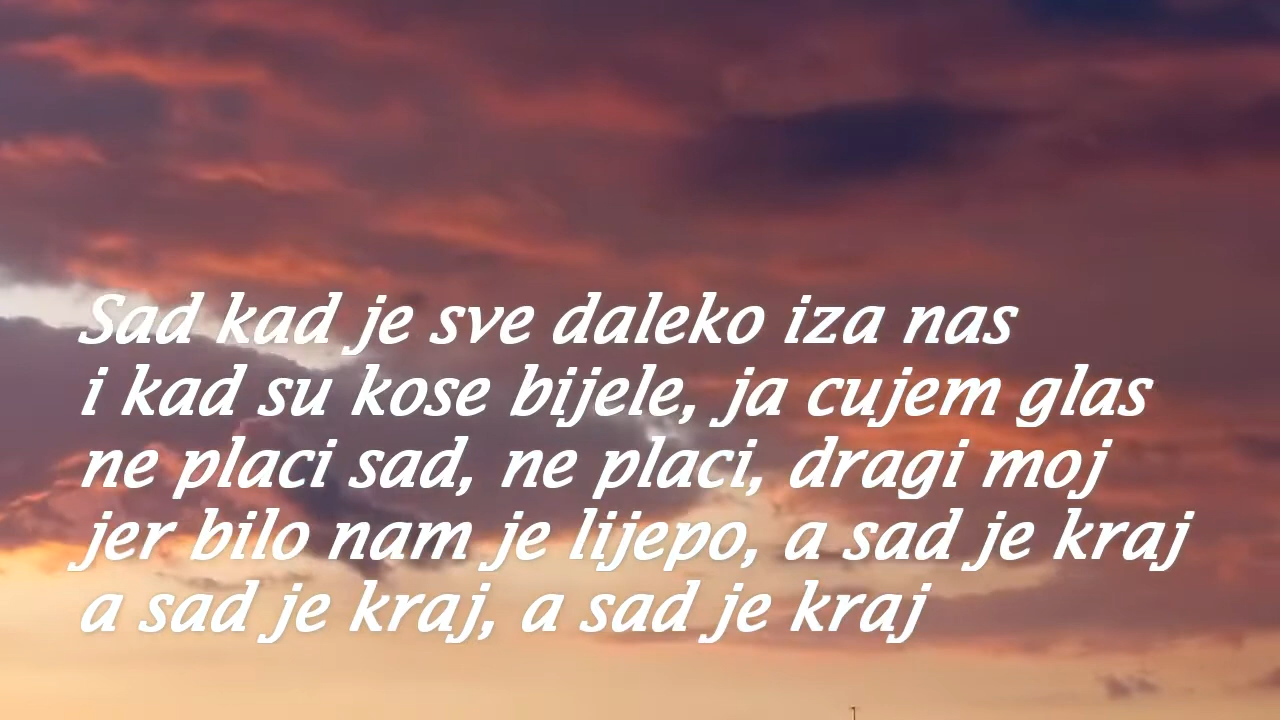 Sad kad je sve daleko iza nas
i kad su kose bijele, ja cujem glas
ne placi sad, ne placi, dragi moj
jer bilo nam je lijepo, a sad je kraj
a sad je kraj, a sad je kraj